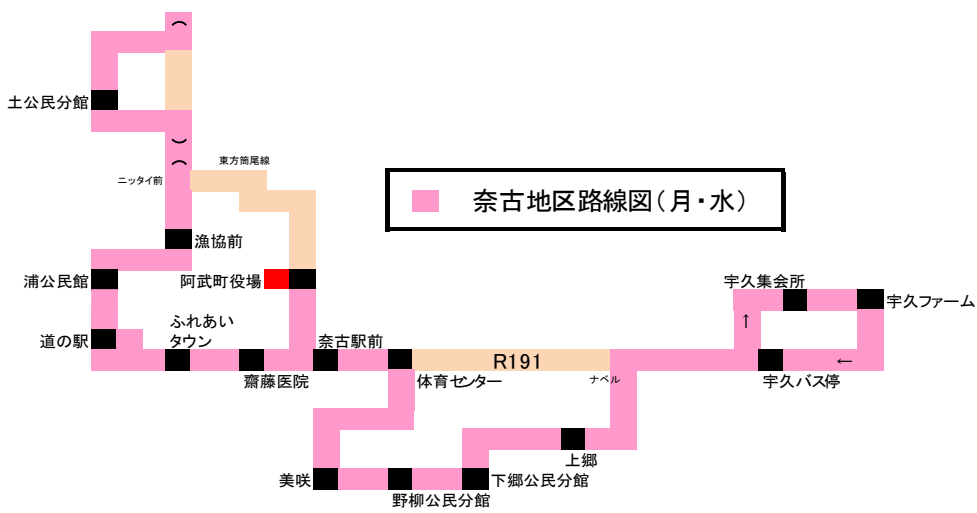 土公民分館
東方筒尾線
ニッタイ前
奈古地区路線図(月・水)
漁協前
浦公民館
阿武町役場
宇久集会所
宇久ファーム
ふれあい
タウン
道の駅
奈古駅前
↑
R191
←
齋藤医院
体育センター
ナベル
宇久バス停
上郷
美咲
下郷公民分館
野柳公民分館